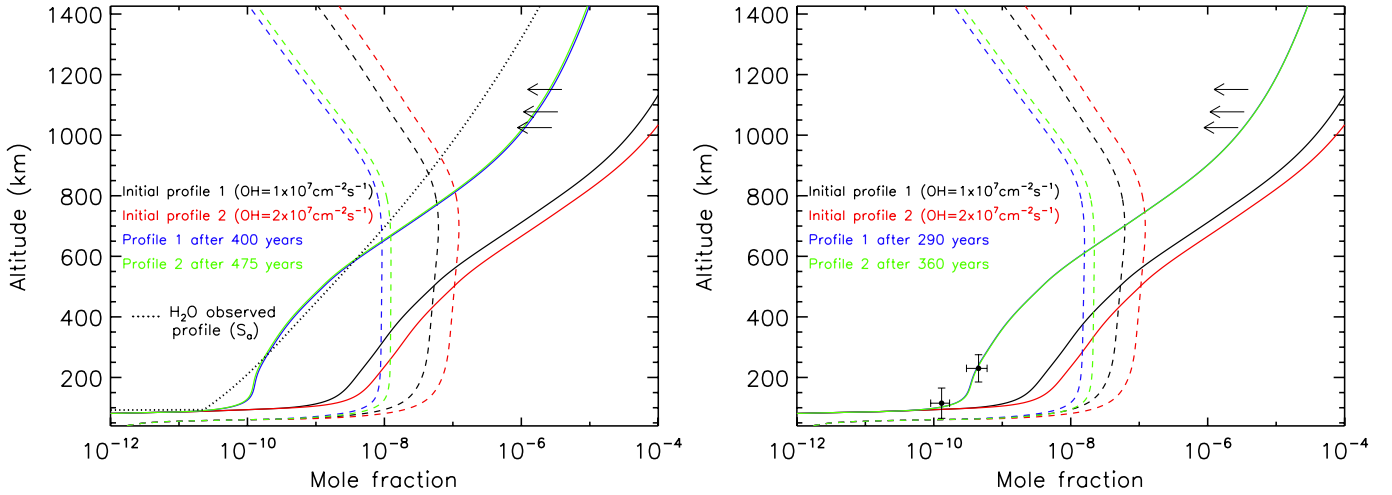 1400
1200
1000
800
600
400
200
Altitude (km)
Initial profile 1 (OH=1x10⁷cm⁻²s⁻¹)
Initial profile 2 (OH=2x10⁷cm⁻²s⁻¹)
Profile 1 after 400 years
Profile 2 after 475 years
H₂O observed
profile (Sₐ)
10⁻¹² 10⁻¹⁰ 10⁻⁸ 10⁻⁶ 10⁻⁴
Mole fraction
1400
1200
1000
800
600
400
200
Altitude (km)
Initial profile 1 (OH=1x10⁷cm⁻²s⁻¹)
Initial profile 2 (OH=2x10⁷cm⁻²s⁻¹)
Profile 1 after 290 years
Profile 2 after 360 years
10⁻¹² 10⁻¹⁰ 10⁻⁸ 10⁻⁶ 10⁻⁴
Mole fraction